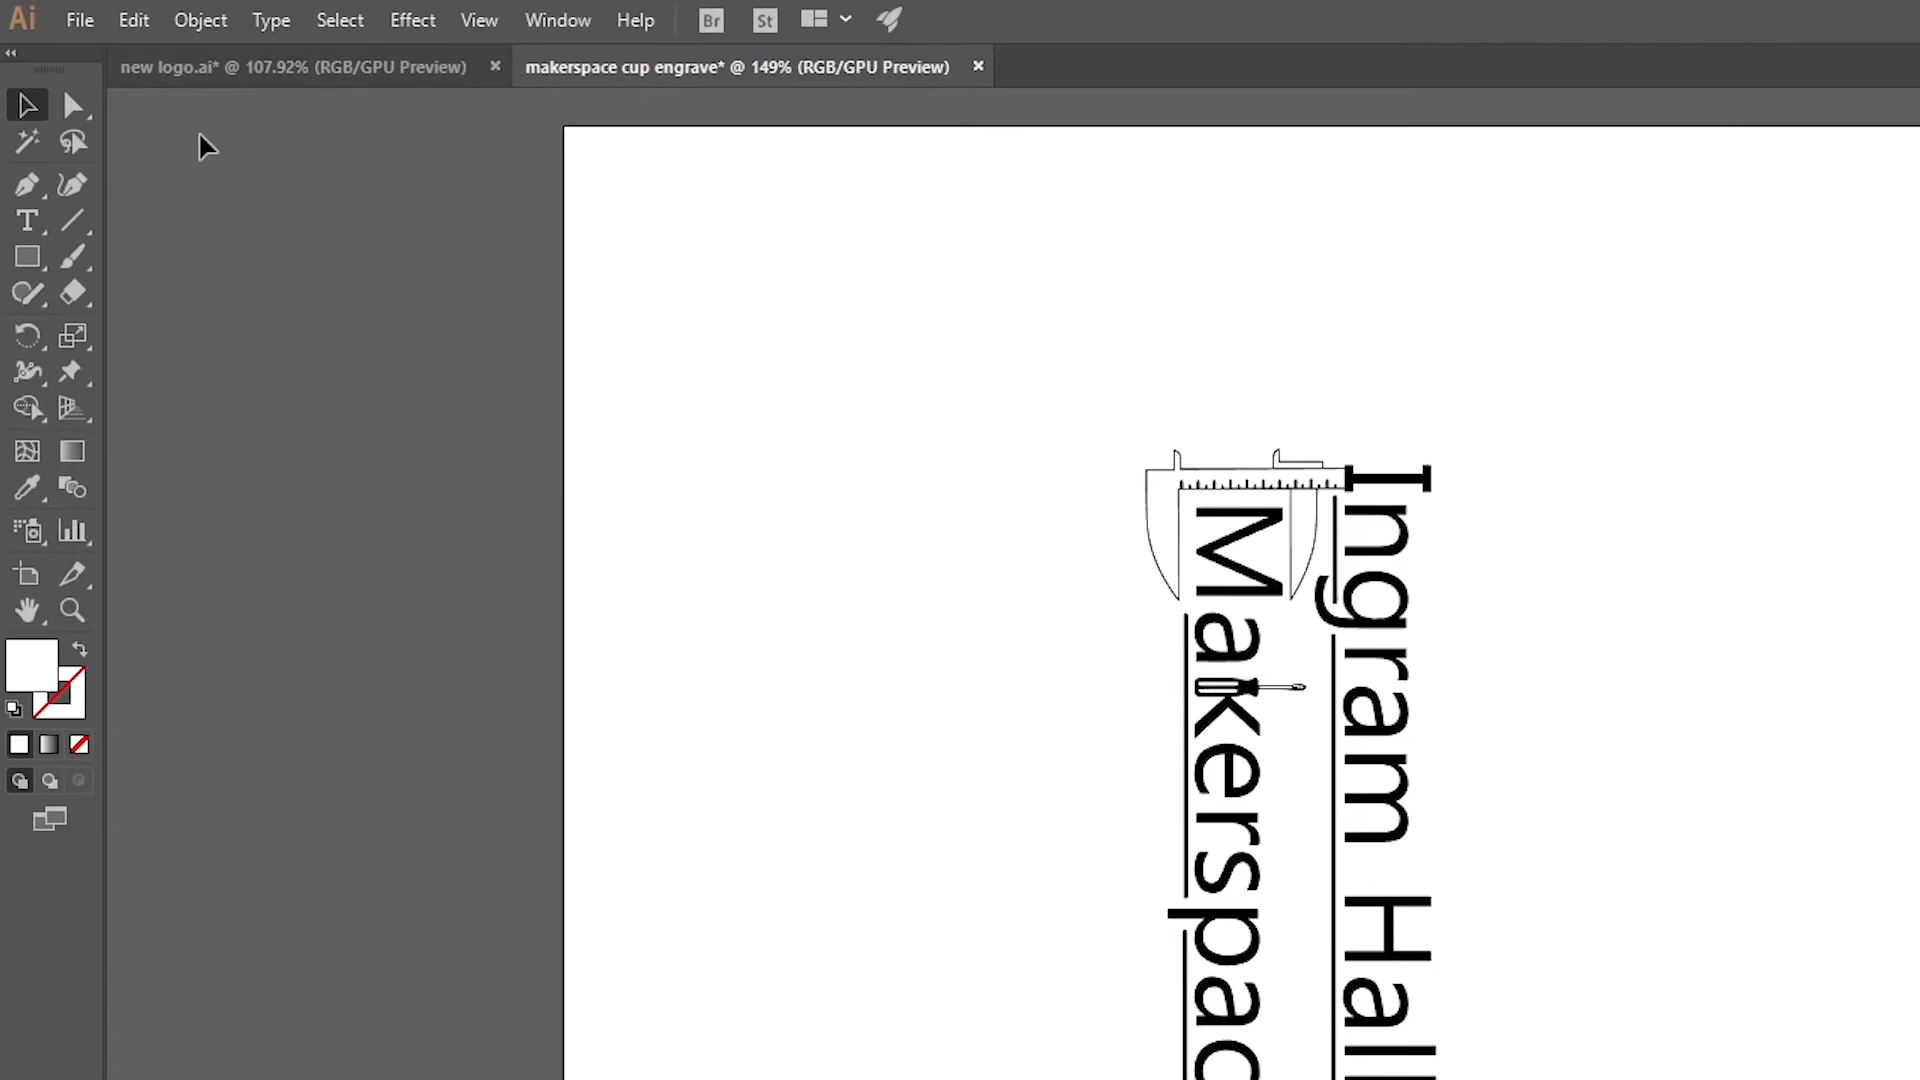 Ai File Edit Object Type Select Effect View Window Help Br St
new logo.ai* @ 107.92% (RGB/GPU Preview) × makerspace cup engrave* @ 149% (RGB/GPU Preview) ×
Ingram Hall
Makerspac